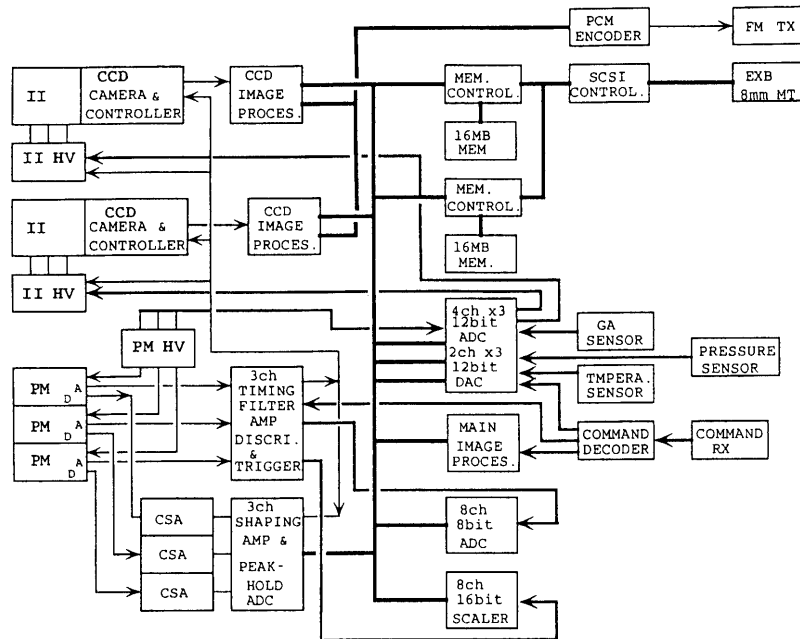 PCM
ENCODER
FM TX
II
CCD
CAMERA &
CONTROLLER
CCD
IMAGE
PROCES.
MEM.
CONTROL.
SCSI
CONTROL.
EXB
8mm MT
II HV
16MB
MEM
II
CCD
CAMERA &
CONTROLLER
CCD
IMAGE
PROCES.
MEM.
CONTROL.
16MB
MEM.
II HV
4ch x3
12bit
ADC
2ch x3
12bit
DAC
GA
SENSOR
PRESSURE
SENSOR
TMPERA.
SENSOR
PM HV
PM
A
D
PM
A
D
PM
A
D
3ch
TIMING
FILTER
AMP
DISCRI.
&
TRIGGER
MAIN
IMAGE
PROCES.
COMMAND
DECODER
COMMAND
RX
CSA
CSA
CSA
3ch
SHAPING
AMP &
PEAK-
HOLD
ADC
8ch
8bit
ADC
8ch
16bit
SCALER